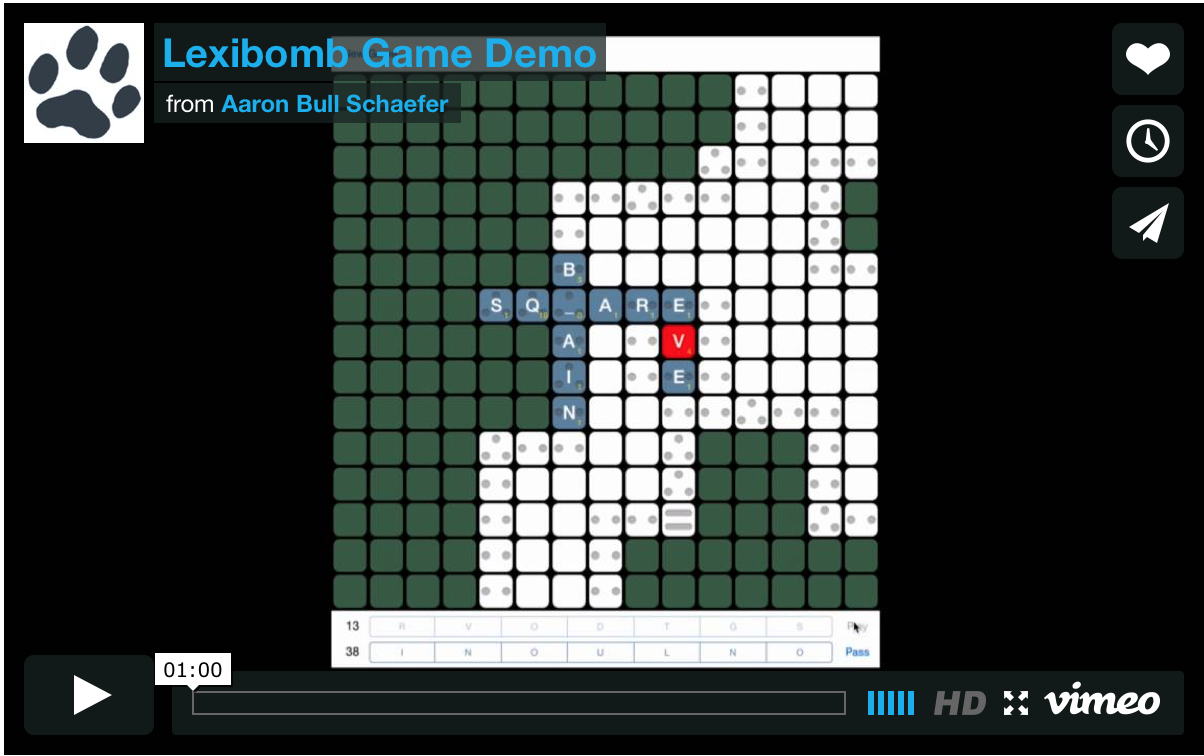 Lexibomb Game Demo
from Aaron Bull Schaefer
B
S Q _ A R E
A V
I E
N
13 R V O D T G S Play
38 I N O U L N O Pass
01:00
HD vimeo